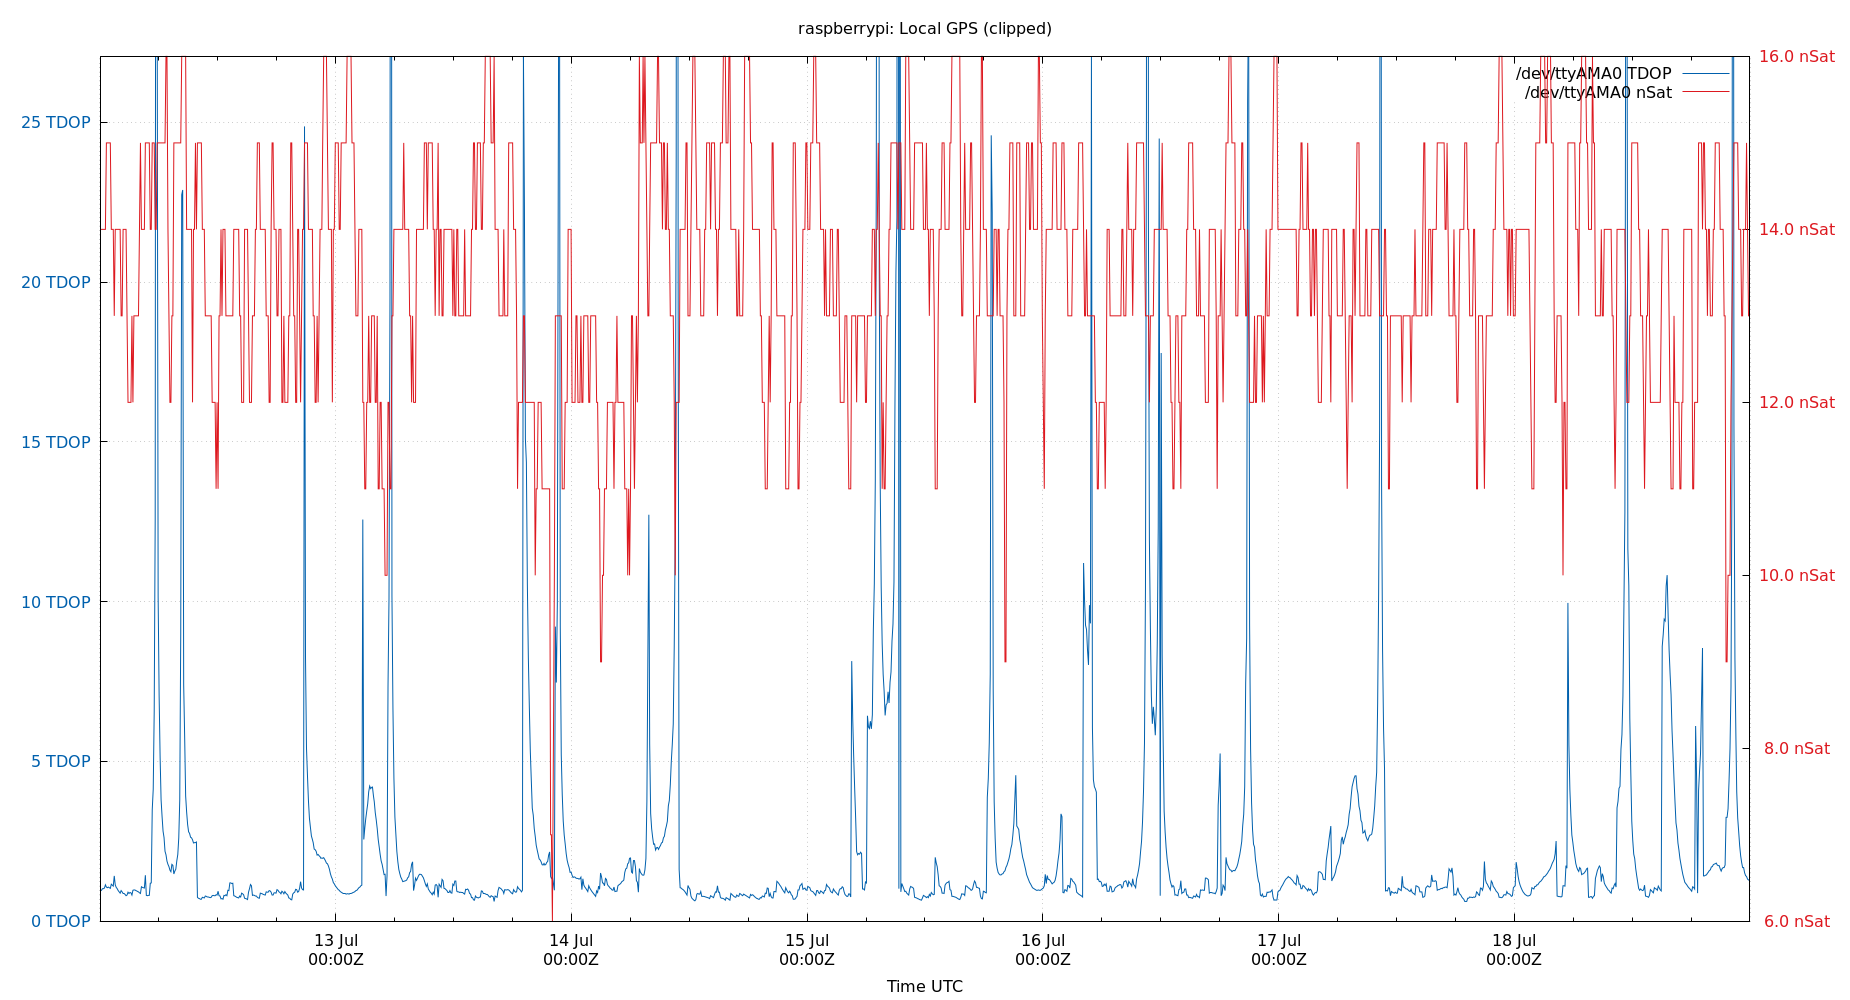 raspberrypi: Local GPS (clipped)
/dev/ttyAMA0 TDOP
/dev/ttyAMA0 nSat
25 TDOP
20 TDOP
15 TDOP
10 TDOP
5 TDOP
0 TDOP
16.0 nSat
14.0 nSat
12.0 nSat
10.0 nSat
8.0 nSat
6.0 nSat
13 Jul
00:00Z
14 Jul
00:00Z
15 Jul
00:00Z
16 Jul
00:00Z
17 Jul
00:00Z
18 Jul
00:00Z
Time UTC